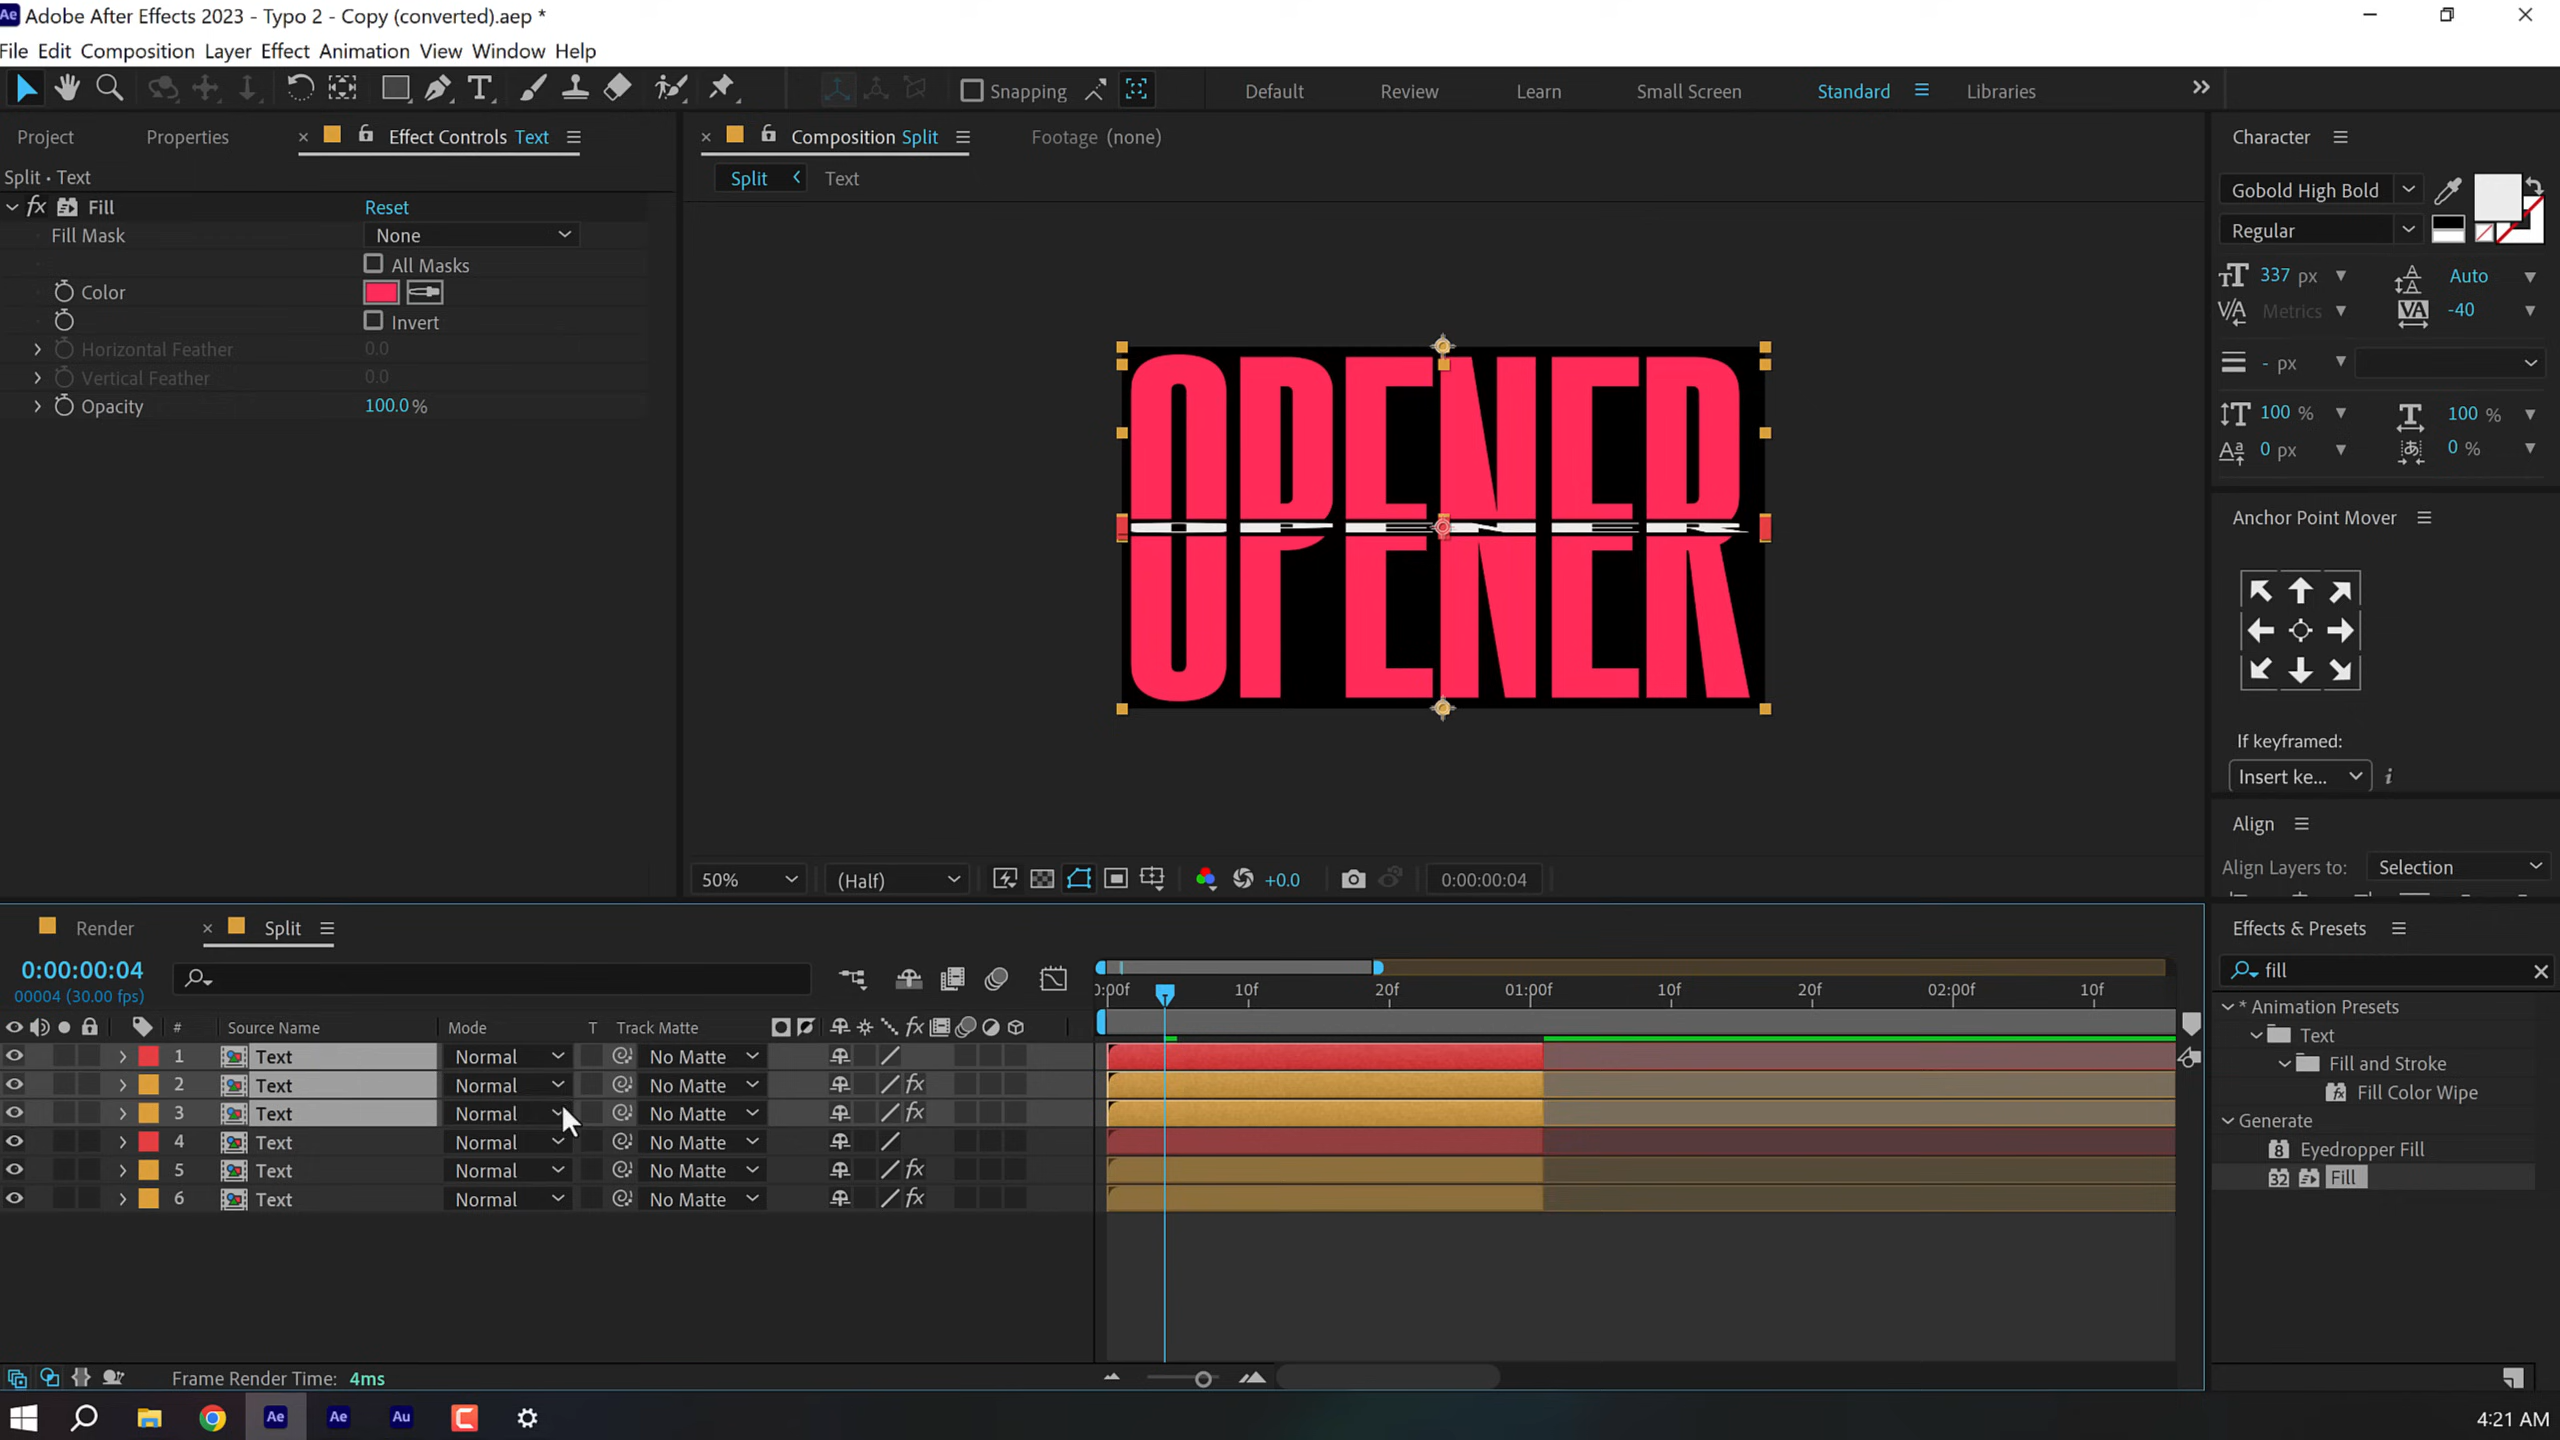 Adobe After Effects 2023 - Typo 2 - Copy (converted).aep *
File Edit Composition Layer Effect Animation View Window Help
Snapping
Default Review Learn Small Screen Standard Libraries
Project Properties Effect Controls Text
Composition Split Footage (none)
Character
Split • Text
Split Text
Fill Reset
Gobold High Bold
Fill Mask None
Regular
All Masks
337 px Auto
Color
Metrics -40
Invert
Horizontal Feather 0.0
- px
Vertical Feather 0.0
Opacity 100.0 %
100 % 100 %
0 px 0 %
OPENER
OPENER
Anchor Point Mover
If keyframed:
Insert ke...
Align
Align Layers to: Selection
50% (Half) +0.0 0:00:00:04
Render Split
Effects & Presets
0:00:00:04
00004 (30.00 fps)
fill
0:00f 10f 20f 01:00f 10f 20f 02:00f 10f
# Source Name Mode T Track Matte
* Animation Presets
Text
Fill and Stroke
Fill Color Wipe
Generate
Eyedropper Fill
Fill
1 Text Normal No Matte
2 Text Normal No Matte
3 Text Normal No Matte
4 Text Normal No Matte
5 Text Normal No Matte
6 Text Normal No Matte
Frame Render Time: 4ms
Ae Ae Au
4:21 AM